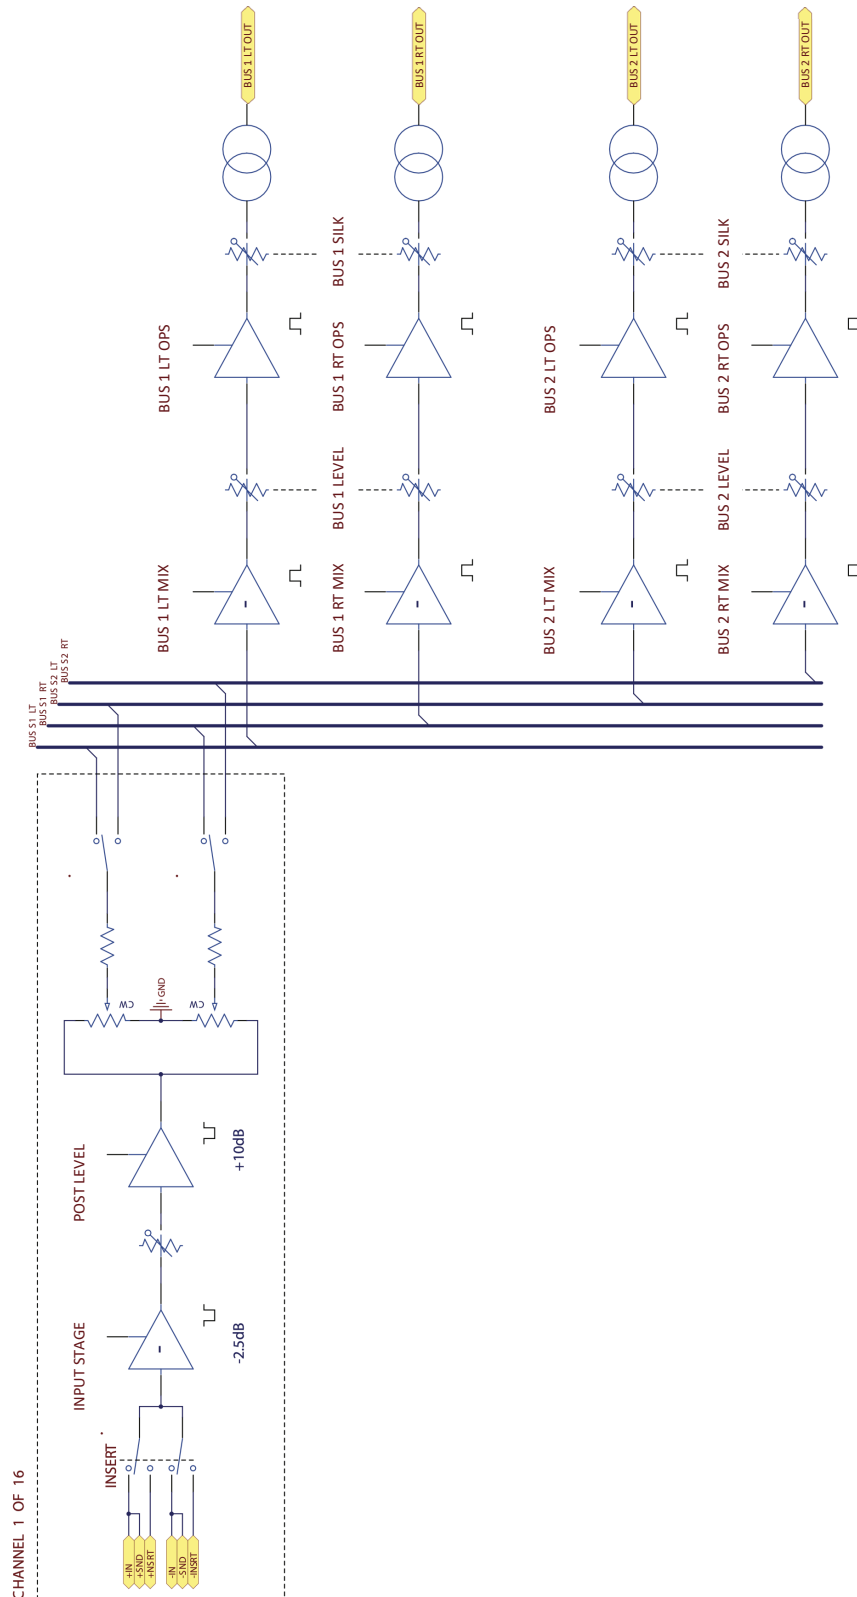 CHANNEL 1 OF 16
+IN
+SND
+NSRT
-IN
-SND
-INSRT
INSERT
INPUT STAGE
-2.5dB
POST LEVEL
+10dB
CW
GND
CW
BUS S1 LT
BUS S1 RT
BUS S2 LT
BUS S2 RT
BUS 1 LT MIX
BUS 1 LEVEL
BUS 1 LT OPS
BUS 1 SILK
BUS 1 LT OUT
BUS 1 RT MIX
BUS 1 RT OPS
BUS 1 RT OUT
BUS 2 LT MIX
BUS 2 LEVEL
BUS 2 LT OPS
BUS 2 SILK
BUS 2 LT OUT
BUS 2 RT MIX
BUS 2 RT OPS
BUS 2 RT OUT